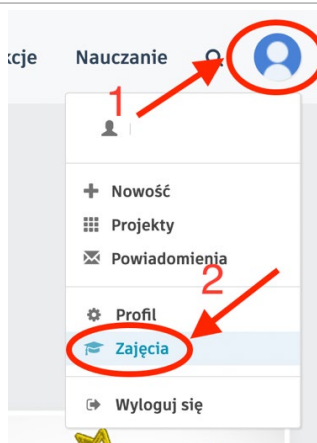 kcje Nauczanie
1
Nowość
Projekty
Powiadomienia
2
Profil
Zajęcia
Wyloguj się